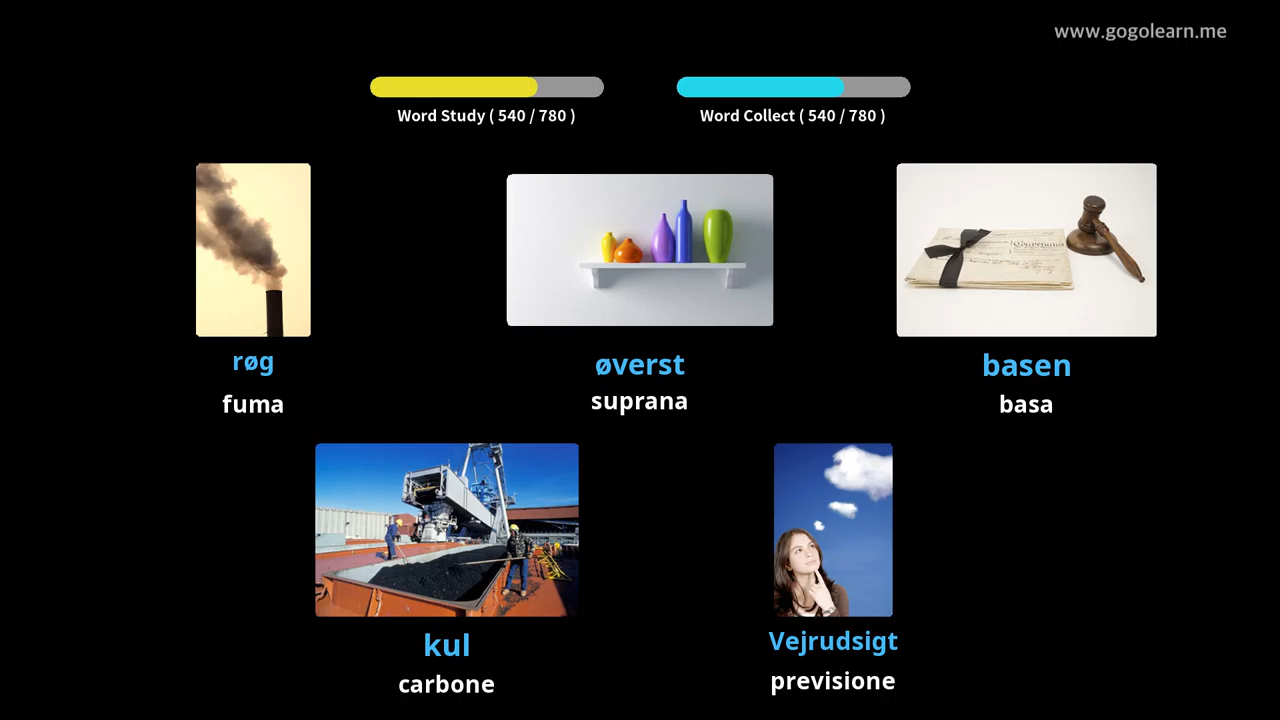 www.gogolearn.me
Word Study ( 540 / 780 )
Word Collect ( 540 / 780 )
røg
fuma
øverst
suprana
basen
basa
kul
carbone
Vejrudsigt
previsione